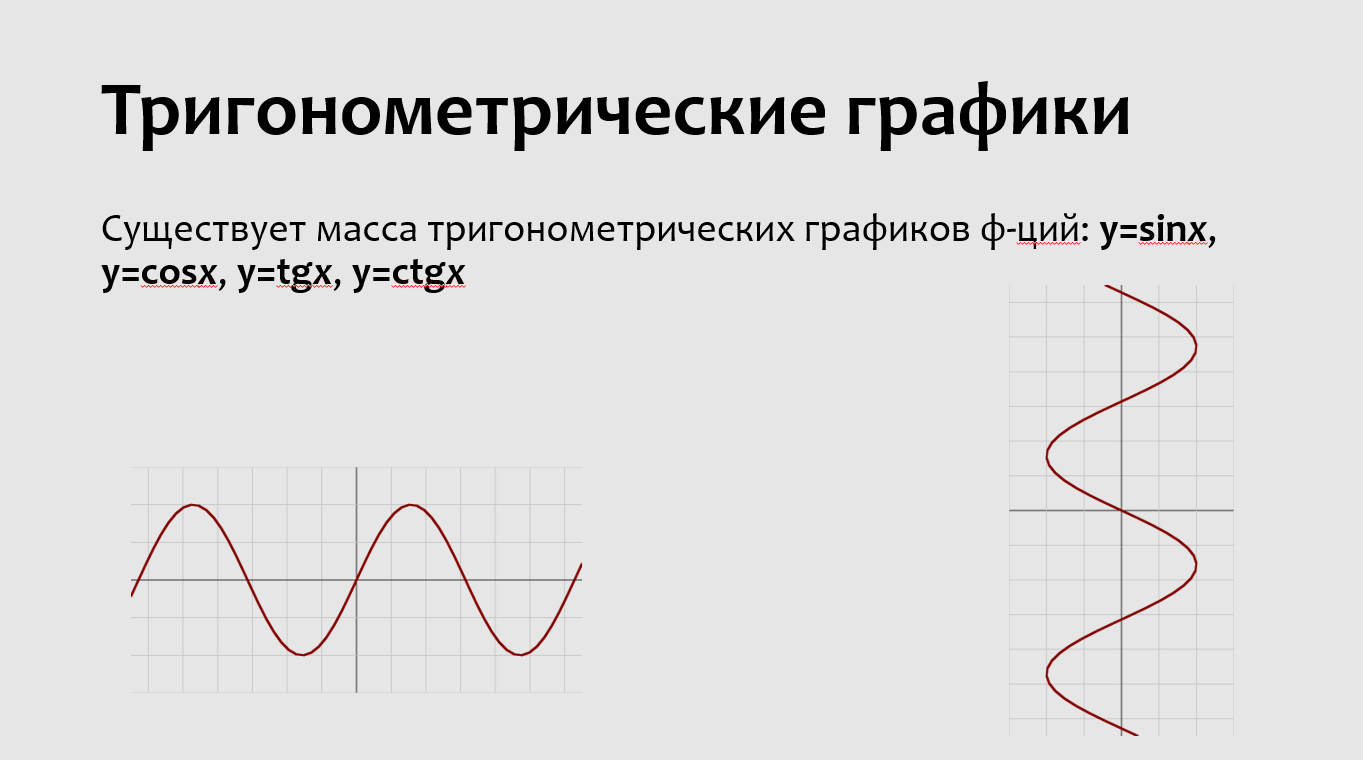 Тригонометрические графики
Существует масса тригонометрических графиков ф-ций: y=sinx,
y=cosx, y=tgx, y=ctgx